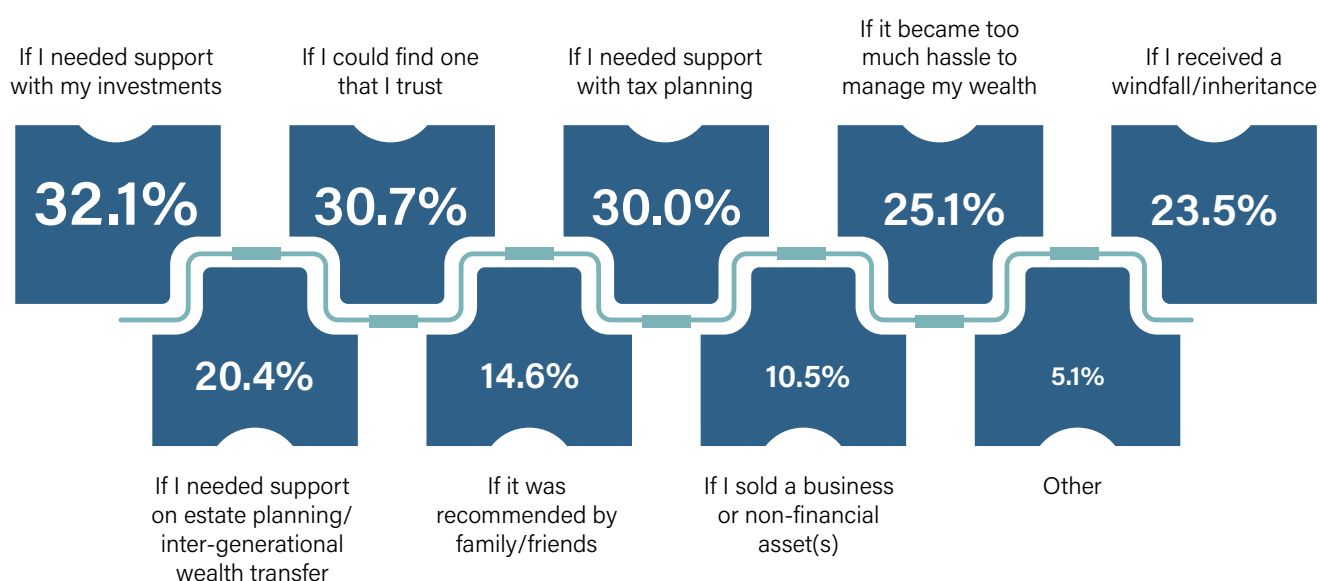 If I needed support
with my investments
32.1%
If I could find one
that I trust
30.7%
If I needed support
with tax planning
30.0%
If it became too
much hassle to
manage my wealth
25.1%
If I received a
windfall/inheritance
23.5%
20.4%
If I needed support
on estate planning/
inter-generational
wealth transfer
14.6%
If it was
recommended by
family/friends
10.5%
If I sold a business
or non-financial
asset(s)
5.1%
Other